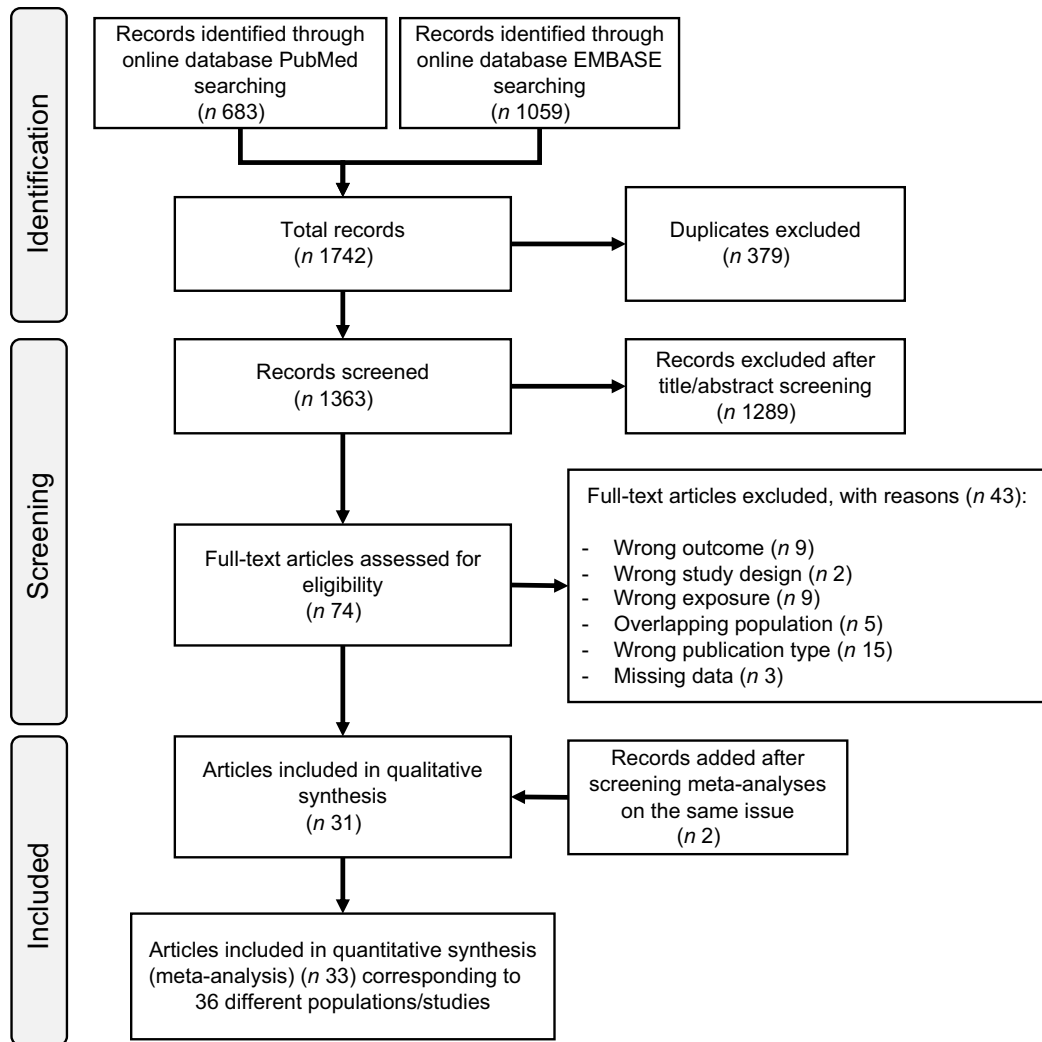 Identification
Records identified through
online database PubMed
searching
(n 683)
Records identified through
online database EMBASE
searching
(n 1059)
Total records
(n 1742)
Duplicates excluded
(n 379)
Screening
Records screened
(n 1363)
Records excluded after
title/abstract screening
(n 1289)
Full-text articles assessed for
eligibility
(n 74)
Full-text articles excluded, with reasons (n 43):
- Wrong outcome (n 9)
- Wrong study design (n 2)
- Wrong exposure (n 9)
- Overlapping population (n 5)
- Wrong publication type (n 15)
- Missing data (n 3)
Included
Articles included in qualitative
synthesis
(n 31)
Records added after
screening meta-analyses
on the same issue
(n 2)
Articles included in quantitative synthesis
(meta-analysis) (n 33) corresponding to
36 different populations/studies